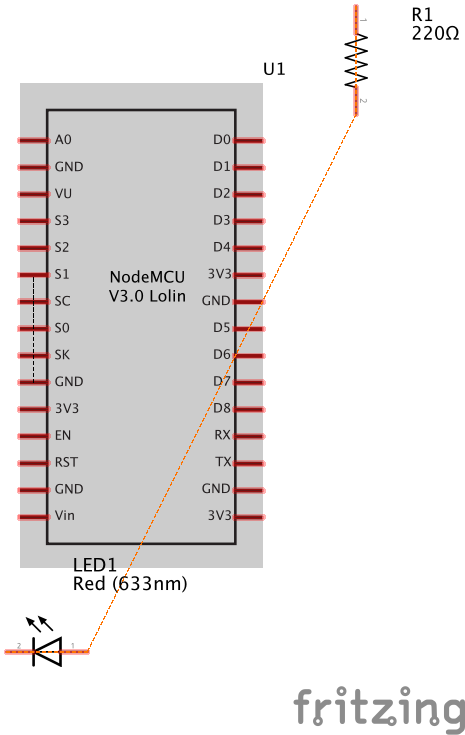 1
R1
220Ω
2
U1
A0
D0
GND
D1
VU
D2
S3
D3
S2
D4
S1
3V3
NodeMCU
V3.0 Lolin
SC
GND
S0
D5
SK
D6
GND
D7
3V3
D8
EN
RX
RST
TX
GND
GND
Vin
3V3
LED1
Red (633nm)
2
1
fritzing